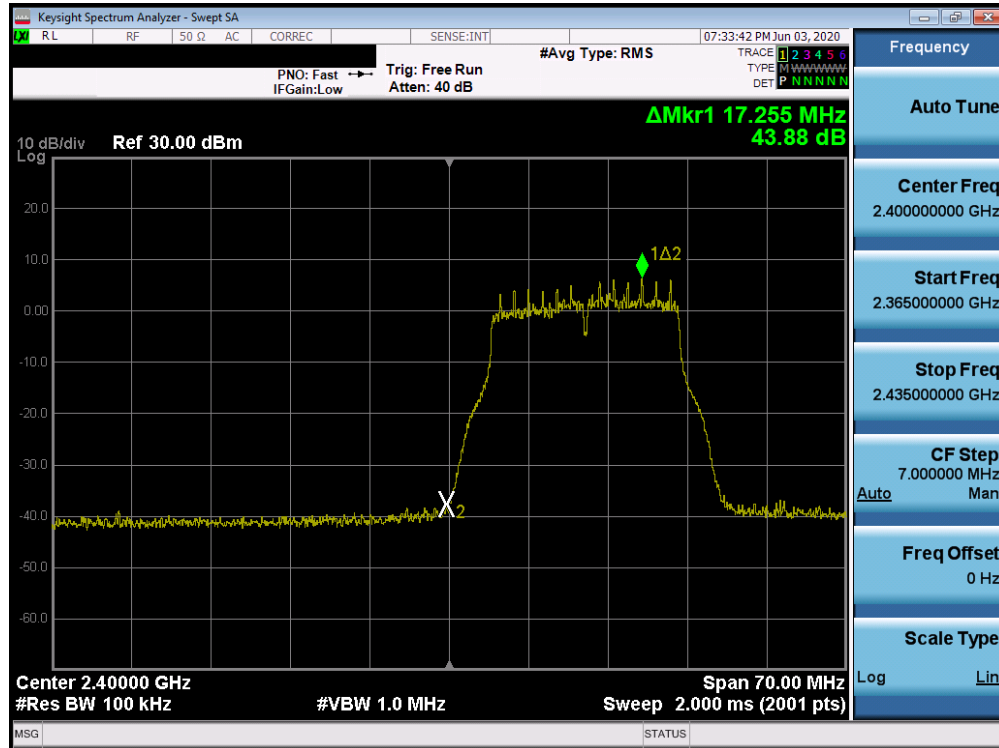 Keysight Spectrum Analyzer - Swept SA
LXI RL RF 50 Ω AC CORREC SENSE:INT 07:33:42 PM Jun 03, 2020
#Avg Type: RMS TRACE 1 2 3 4 5 6
PNO: Fast Trig: Free Run TYPE M WWWWW
IFGain:Low Atten: 40 dB DET P N N N N N
ΔMkr1 17.255 MHz
43.88 dB
10 dB/div Ref 30.00 dBm
Log
20.0
10.0
1Δ2
0.00
-10.0
-20.0
-30.0
-40.0
2
-50.0
-60.0
Center 2.40000 GHz Span 70.00 MHz
#Res BW 100 kHz #VBW 1.0 MHz Sweep 2.000 ms (2001 pts)
MSG STATUS
Frequency
Auto Tune
Center Freq
2.400000000 GHz
Start Freq
2.365000000 GHz
Stop Freq
2.435000000 GHz
CF Step
7.000000 MHz
Auto Man
Freq Offset
0 Hz
Scale Type
Log Lin